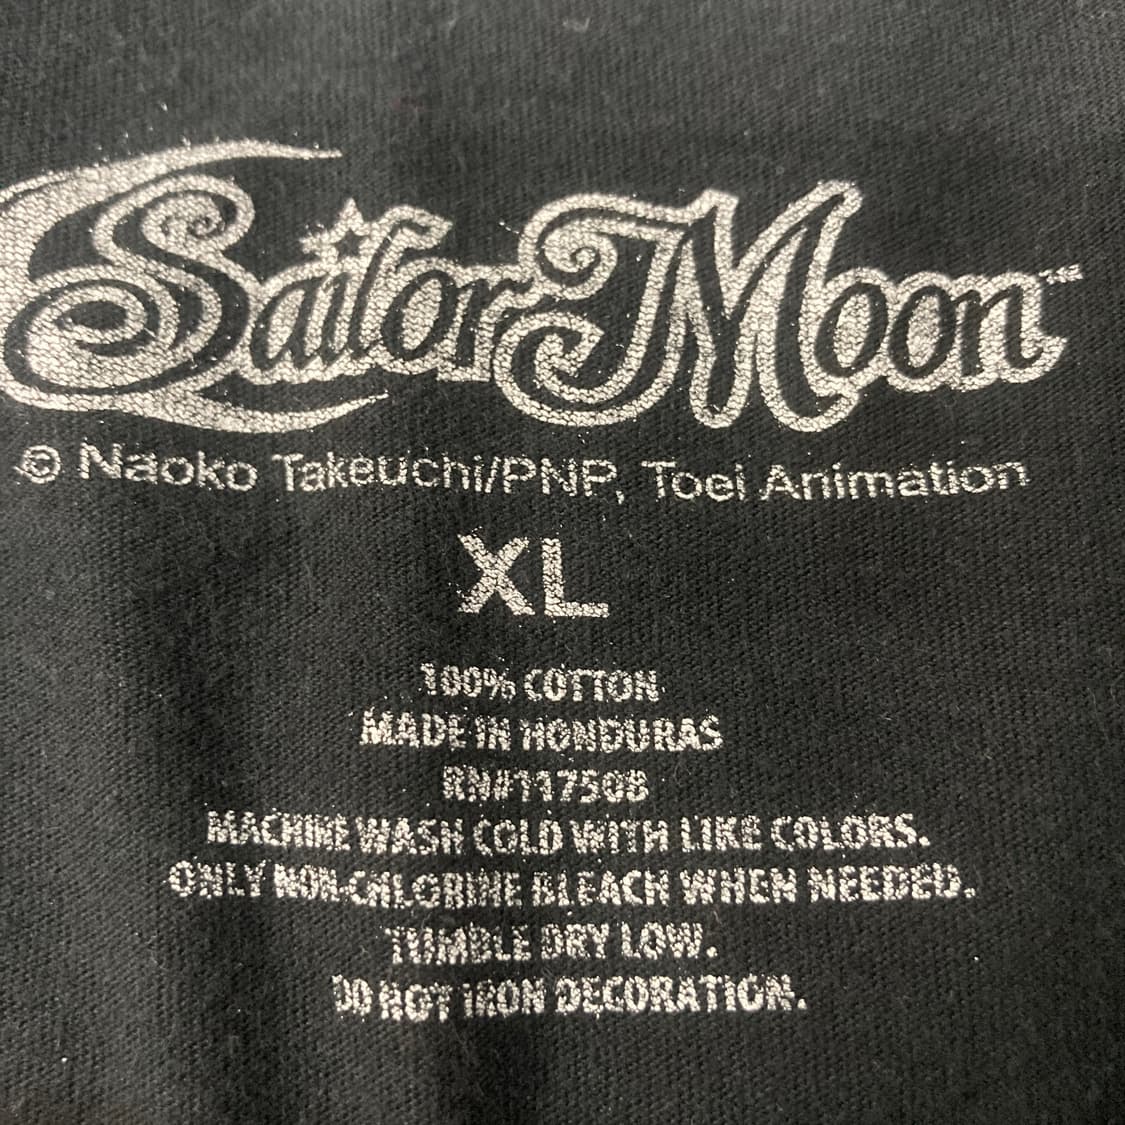 Sailor Moon™
© Naoko Takeuchi/PNP, Toei Animation
XL
100% COTTON
MADE IN HONDURAS
RN#117508
MACHINE WASH COLD WITH LIKE COLORS.
ONLY NON-CHLORINE BLEACH WHEN NEEDED.
TUMBLE DRY LOW.
DO NOT IRON DECORATION.